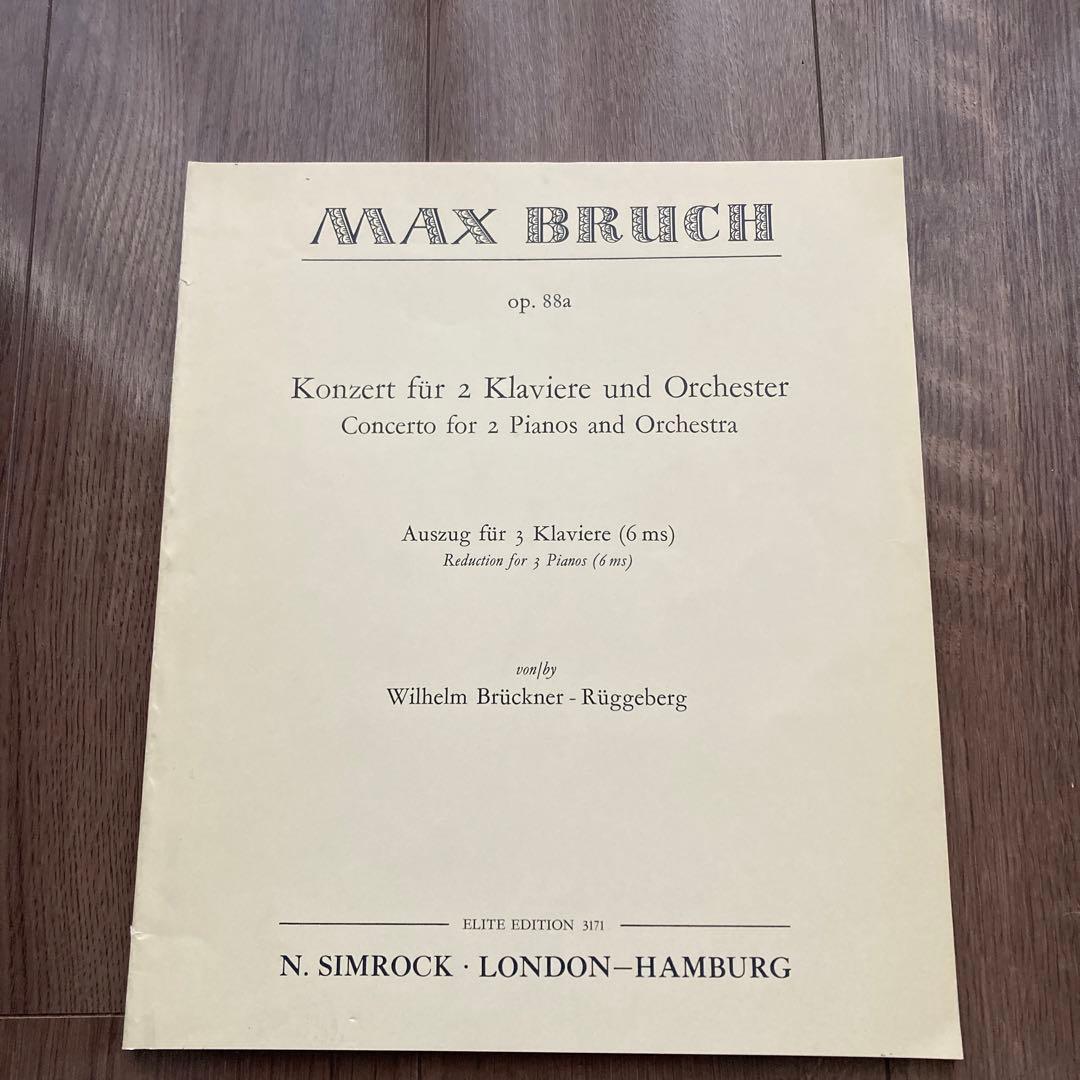 MAX BRUCH
op. 88a
Konzert für 2 Klaviere und Orchester
Concerto for 2 Pianos and Orchestra
Auszug für 3 Klaviere (6 ms)
Reduction for 3 Pianos (6 ms)
von/by
Wilhelm Brückner - Rüggeberg
ELITE EDITION 3171
N. SIMROCK · LONDON–HAMBURG